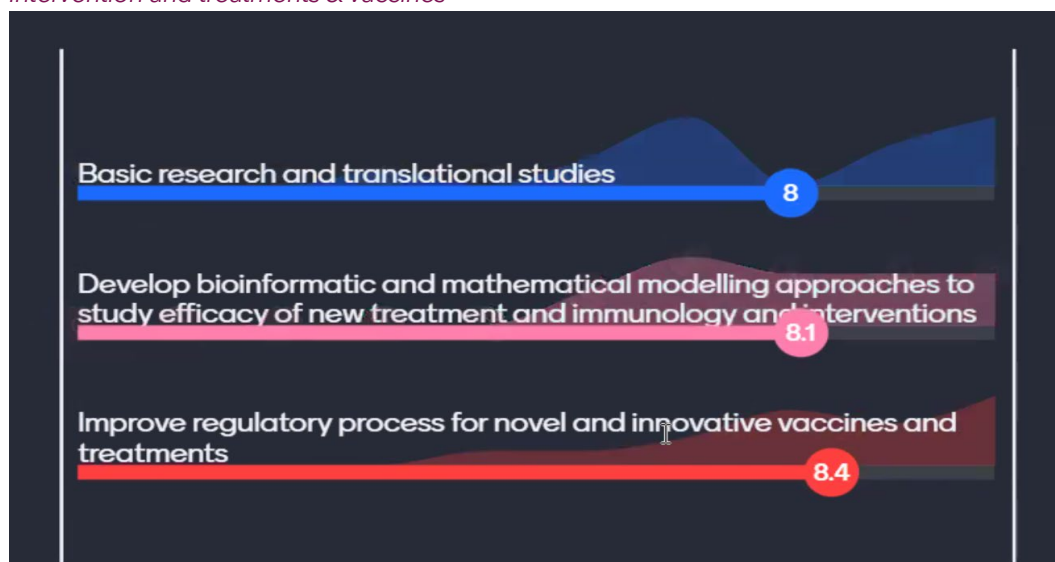 intervention and treatments & vaccines
Basic research and translational studies
8
Develop bioinformatic and mathematical modelling approaches to
study efficacy of new treatment and immunology and interventions
8.1
Improve regulatory process for novel and innovative vaccines and
treatments
8.4